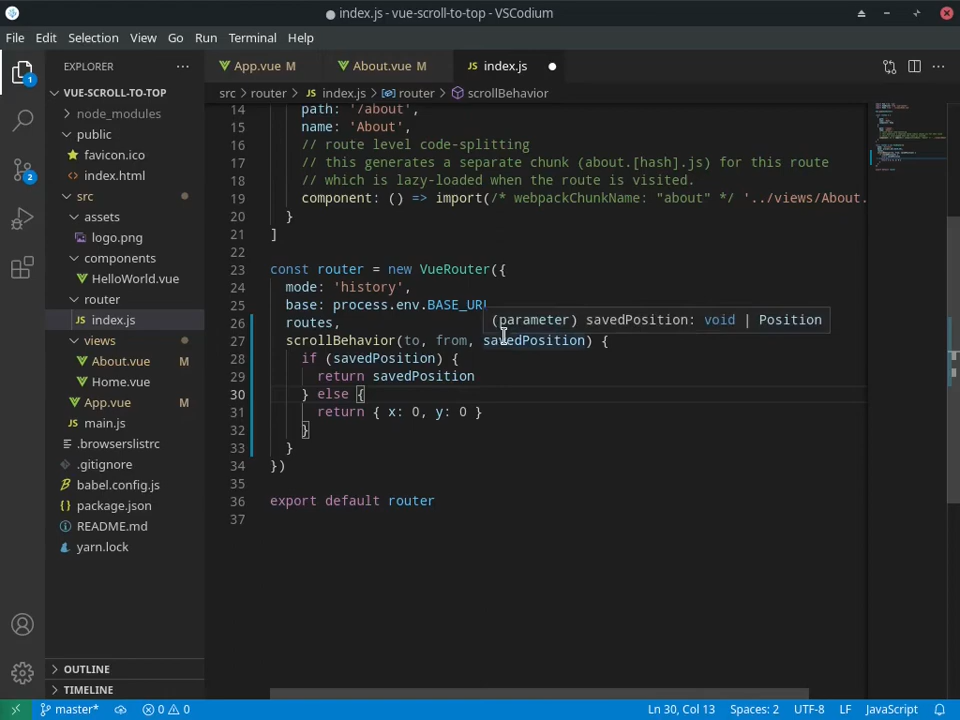 index.js - vue-scroll-to-top - VSCodium
File Edit Selection View Go Run Terminal Help
EXPLORER
App.vue M
About.vue M
JS index.js
src > router > JS index.js > router > scrollBehavior
1
2
VUE-SCROLL-TO-TOP
node_modules
public
favicon.ico
index.html
src
assets
logo.png
components
HelloWorld.vue
router
JS index.js
views
About.vue M
Home.vue
App.vue M
JS main.js
.browserslistrc
.gitignore
babel.config.js
package.json
README.md
yarn.lock
OUTLINE
TIMELINE
14 path: '/about',
15 name: 'About',
16 // route level code-splitting
17 // this generates a separate chunk (about.[hash].js) for this route
18 // which is lazy-loaded when the route is visited.
19 component: () => import(/* webpackChunkName: "about" */ '../views/About.
20 }
21 ]
22
23 const router = new VueRouter({
24 mode: 'history',
25 base: process.env.BASE_URL
(parameter) savedPosition: void | Position
26 routes,
27 scrollBehavior(to, from, savedPosition) {
28 if (savedPosition) {
29 return savedPosition
30 } else {
31 return { x: 0, y: 0 }
32 }
33 }
34 })
35
36 export default router
37
master* 0 0 Ln 30, Col 13 Spaces: 2 UTF-8 LF JavaScript